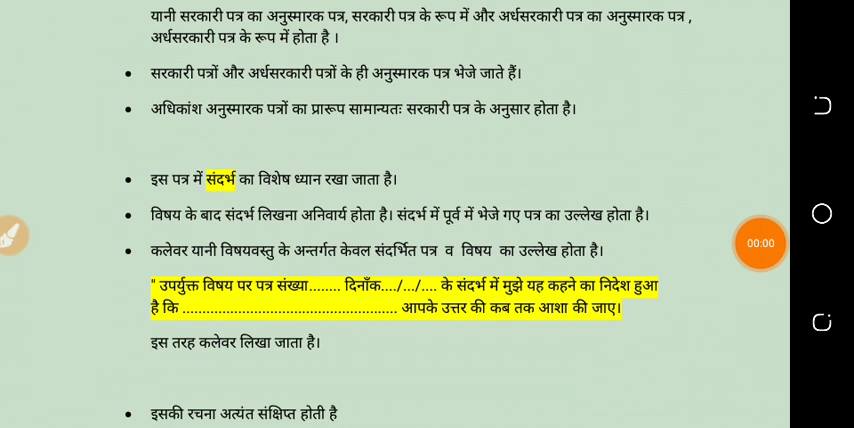 यानी सरकारी पत्र का अनुस्मारक पत्र, सरकारी पत्र के रूप में और अर्धसरकारी पत्र का अनुस्मारक पत्र ,
अर्धसरकारी पत्र के रूप में होता है ।
• सरकारी पत्रों और अर्धसरकारी पत्रों के ही अनुस्मारक पत्र भेजे जाते हैं।
• अधिकांश अनुस्मारक पत्रों का प्रारूप सामान्यतः सरकारी पत्र के अनुसार होता है।
• इस पत्र में संदर्भ का विशेष ध्यान रखा जाता है।
• विषय के बाद संदर्भ लिखना अनिवार्य होता है। संदर्भ में पूर्व में भेजे गए पत्र का उल्लेख होता है।
00:00
• कलेवर यानी विषयवस्तु के अन्तर्गत केवल संदर्भित पत्र व विषय का उल्लेख होता है।
" उपर्युक्त विषय पर पत्र संख्या........ दिनाँक..../.../.... के संदर्भ में मुझे यह कहने का निदेश हुआ
है कि ...................................................... आपके उत्तर की कब तक आशा की जाए।
इस तरह कलेवर लिखा जाता है।
• इसकी रचना अत्यंत संक्षिप्त होती है